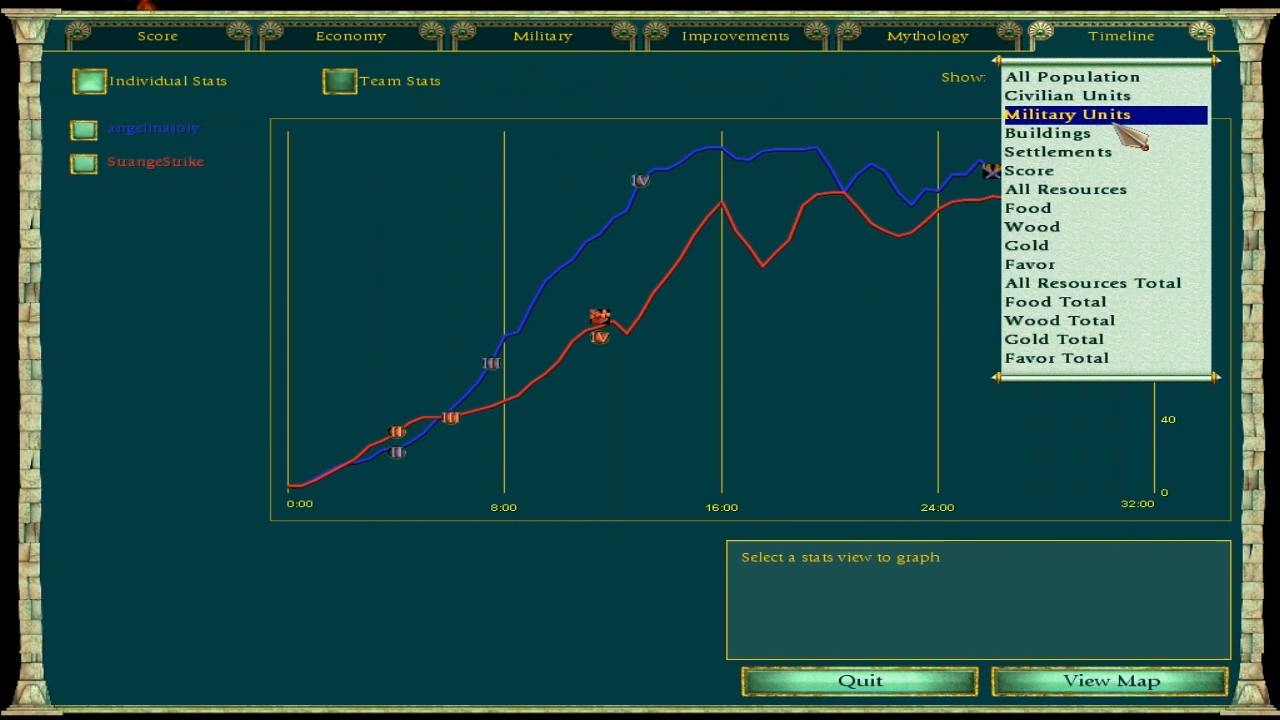 Score Economy Military Improvements Mythology Timeline
Individual Stats Team Stats Show:
angelinajoly
StrangeStrike
All Population
Civilian Units
Military Units
Buildings
Settlements
Score
All Resources
Food
Wood
Gold
Favor
All Resources Total
Food Total
Wood Total
Gold Total
Favor Total
IV
IV
III
III
II
II
40
0
0:00 8:00 16:00 24:00 32:00
Select a stats view to graph
Quit View Map